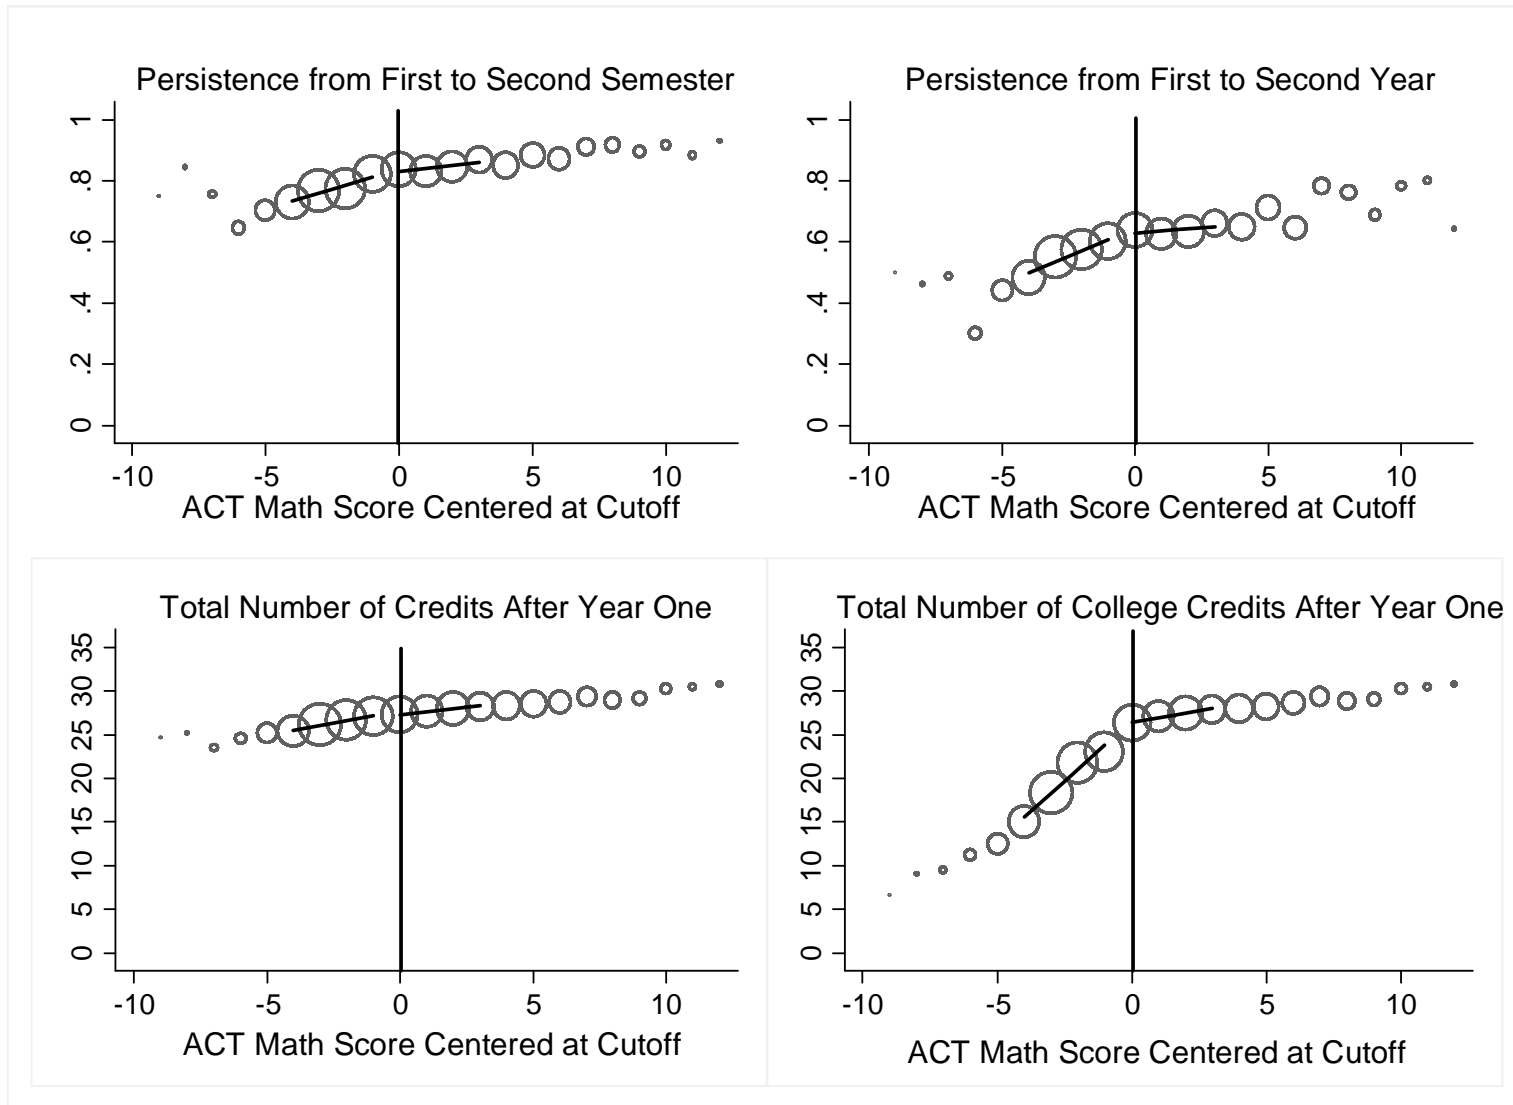 Persistence from First to Second Semester
1
.8
.6
.4
.2
0
-10 -5 0 5 10
ACT Math Score Centered at Cutoff
Persistence from First to Second Year
1
.8
.6
.4
.2
0
-10 -5 0 5 10
ACT Math Score Centered at Cutoff
Total Number of Credits After Year One
35
30
25
20
15
10
5
0
-10 -5 0 5 10
ACT Math Score Centered at Cutoff
Total Number of College Credits After Year One
35
30
25
20
15
10
5
0
-10 -5 0 5 10
ACT Math Score Centered at Cutoff